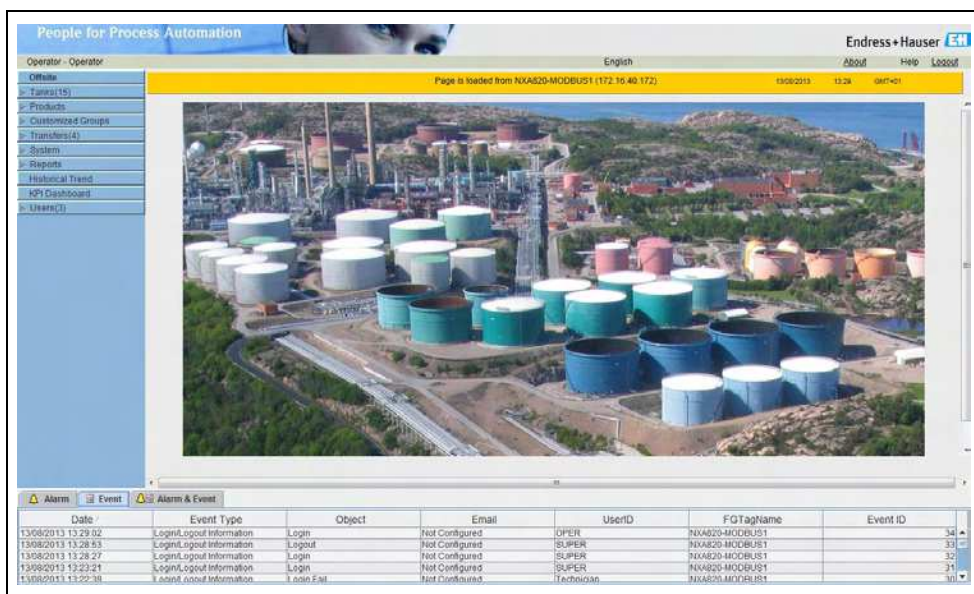 People for Process Automation
Endress+Hauser EH
Operator - Operator English About Help Logout
Offsite
Tanks(15)
Products
Customized Groups
Transfers(4)
System
Reports
Historical Trend
KPI Dashboard
Users(3)
Page is loaded from NXA820-MODBUS1 (172.16.40.172) 13/08/2013 13:29 GMT+01
Alarm Event Alarm & Event
Date Event Type Object Email UserID FGTagName Event ID
13/08/2013 13:29:02 Login/Logout Information Login Not Configured OPER NXA820-MODBUS1 34
13/08/2013 13:28:53 Login/Logout Information Logout Not Configured SUPER NXA820-MODBUS1 33
13/08/2013 13:28:27 Login/Logout Information Login Not Configured SUPER NXA820-MODBUS1 32
13/08/2013 13:23:21 Login/Logout Information Login Not Configured SUPER NXA820-MODBUS1 31
13/08/2013 13:22:39 Login/Logout Information Login Fail Not Configured Technician NXA820-MODBUS1 30